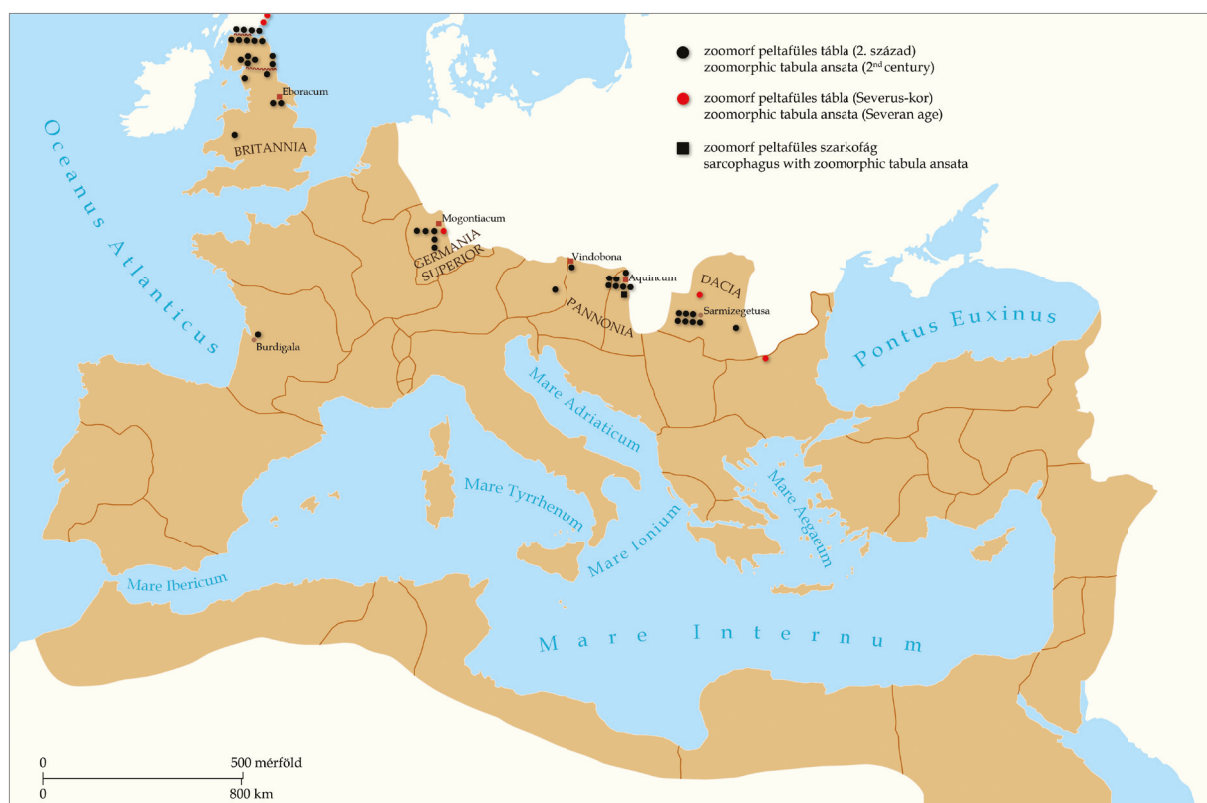 zoomorf peltafüles tábla (2. század)
zoomorphic tabula ansata (2nd century)
zoomorf peltafüles tábla (Severus-kor)
zoomorphic tabula ansata (Severan age)
zoomorf peltafüles szarkofág
sarcophagus with zoomorphic tabula ansata
Eboracum
BRITANNIA
Oceanus Atlanticus
Mogontiacum
GERMANIA
SUPERIOR
Vindobona
Aquincum
PANNONIA
DACIA
Sarmizegetusa
Burdigala
Pontus Euxinus
Mare Adriaticum
Mare Tyrrhenum
Mare Ionium
Mare Aegaeum
Mare Ibericum
Mare Internum
0 500 mérföld
0 800 km